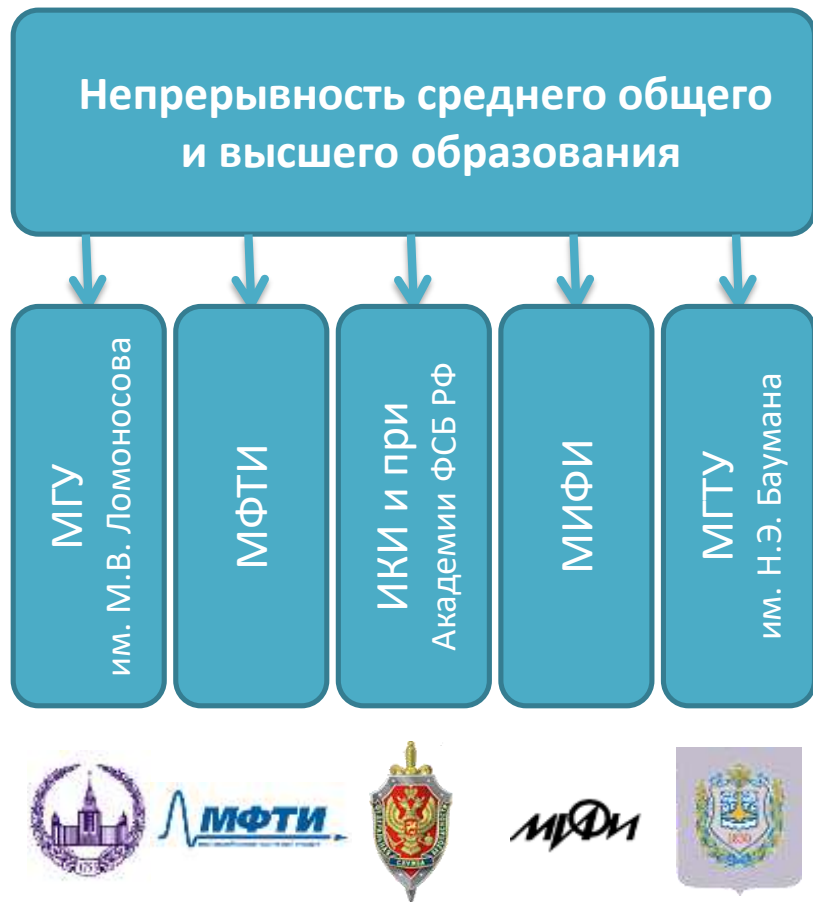 Непрерывность среднего общего
и высшего образования
МГУ
им. М.В. Ломоносова
МФТИ
ИКИ и при
Академии ФСБ РФ
МИФИ
МГТУ
им. Н.Э. Баумана
МФТИ
МИФИ
1830